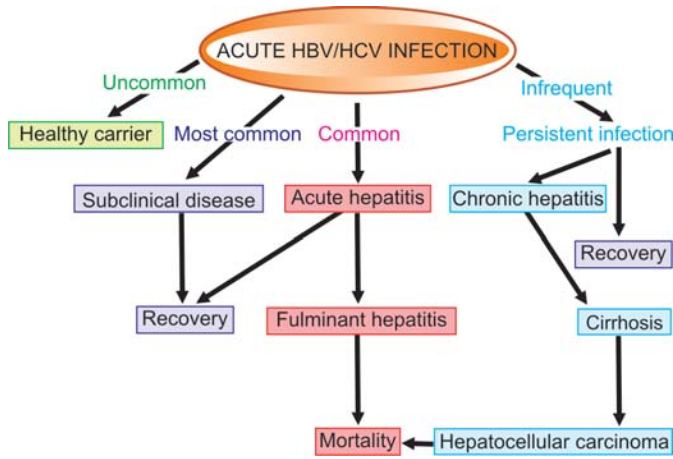 ACUTE HBV/HCV INFECTION
Uncommon
Infrequent
Healthy carrier
Most common
Common
Persistent infection
Subclinical disease
Acute hepatitis
Chronic hepatitis
Recovery
Recovery
Fulminant hepatitis
Cirrhosis
Mortality
Hepatocellular carcinoma